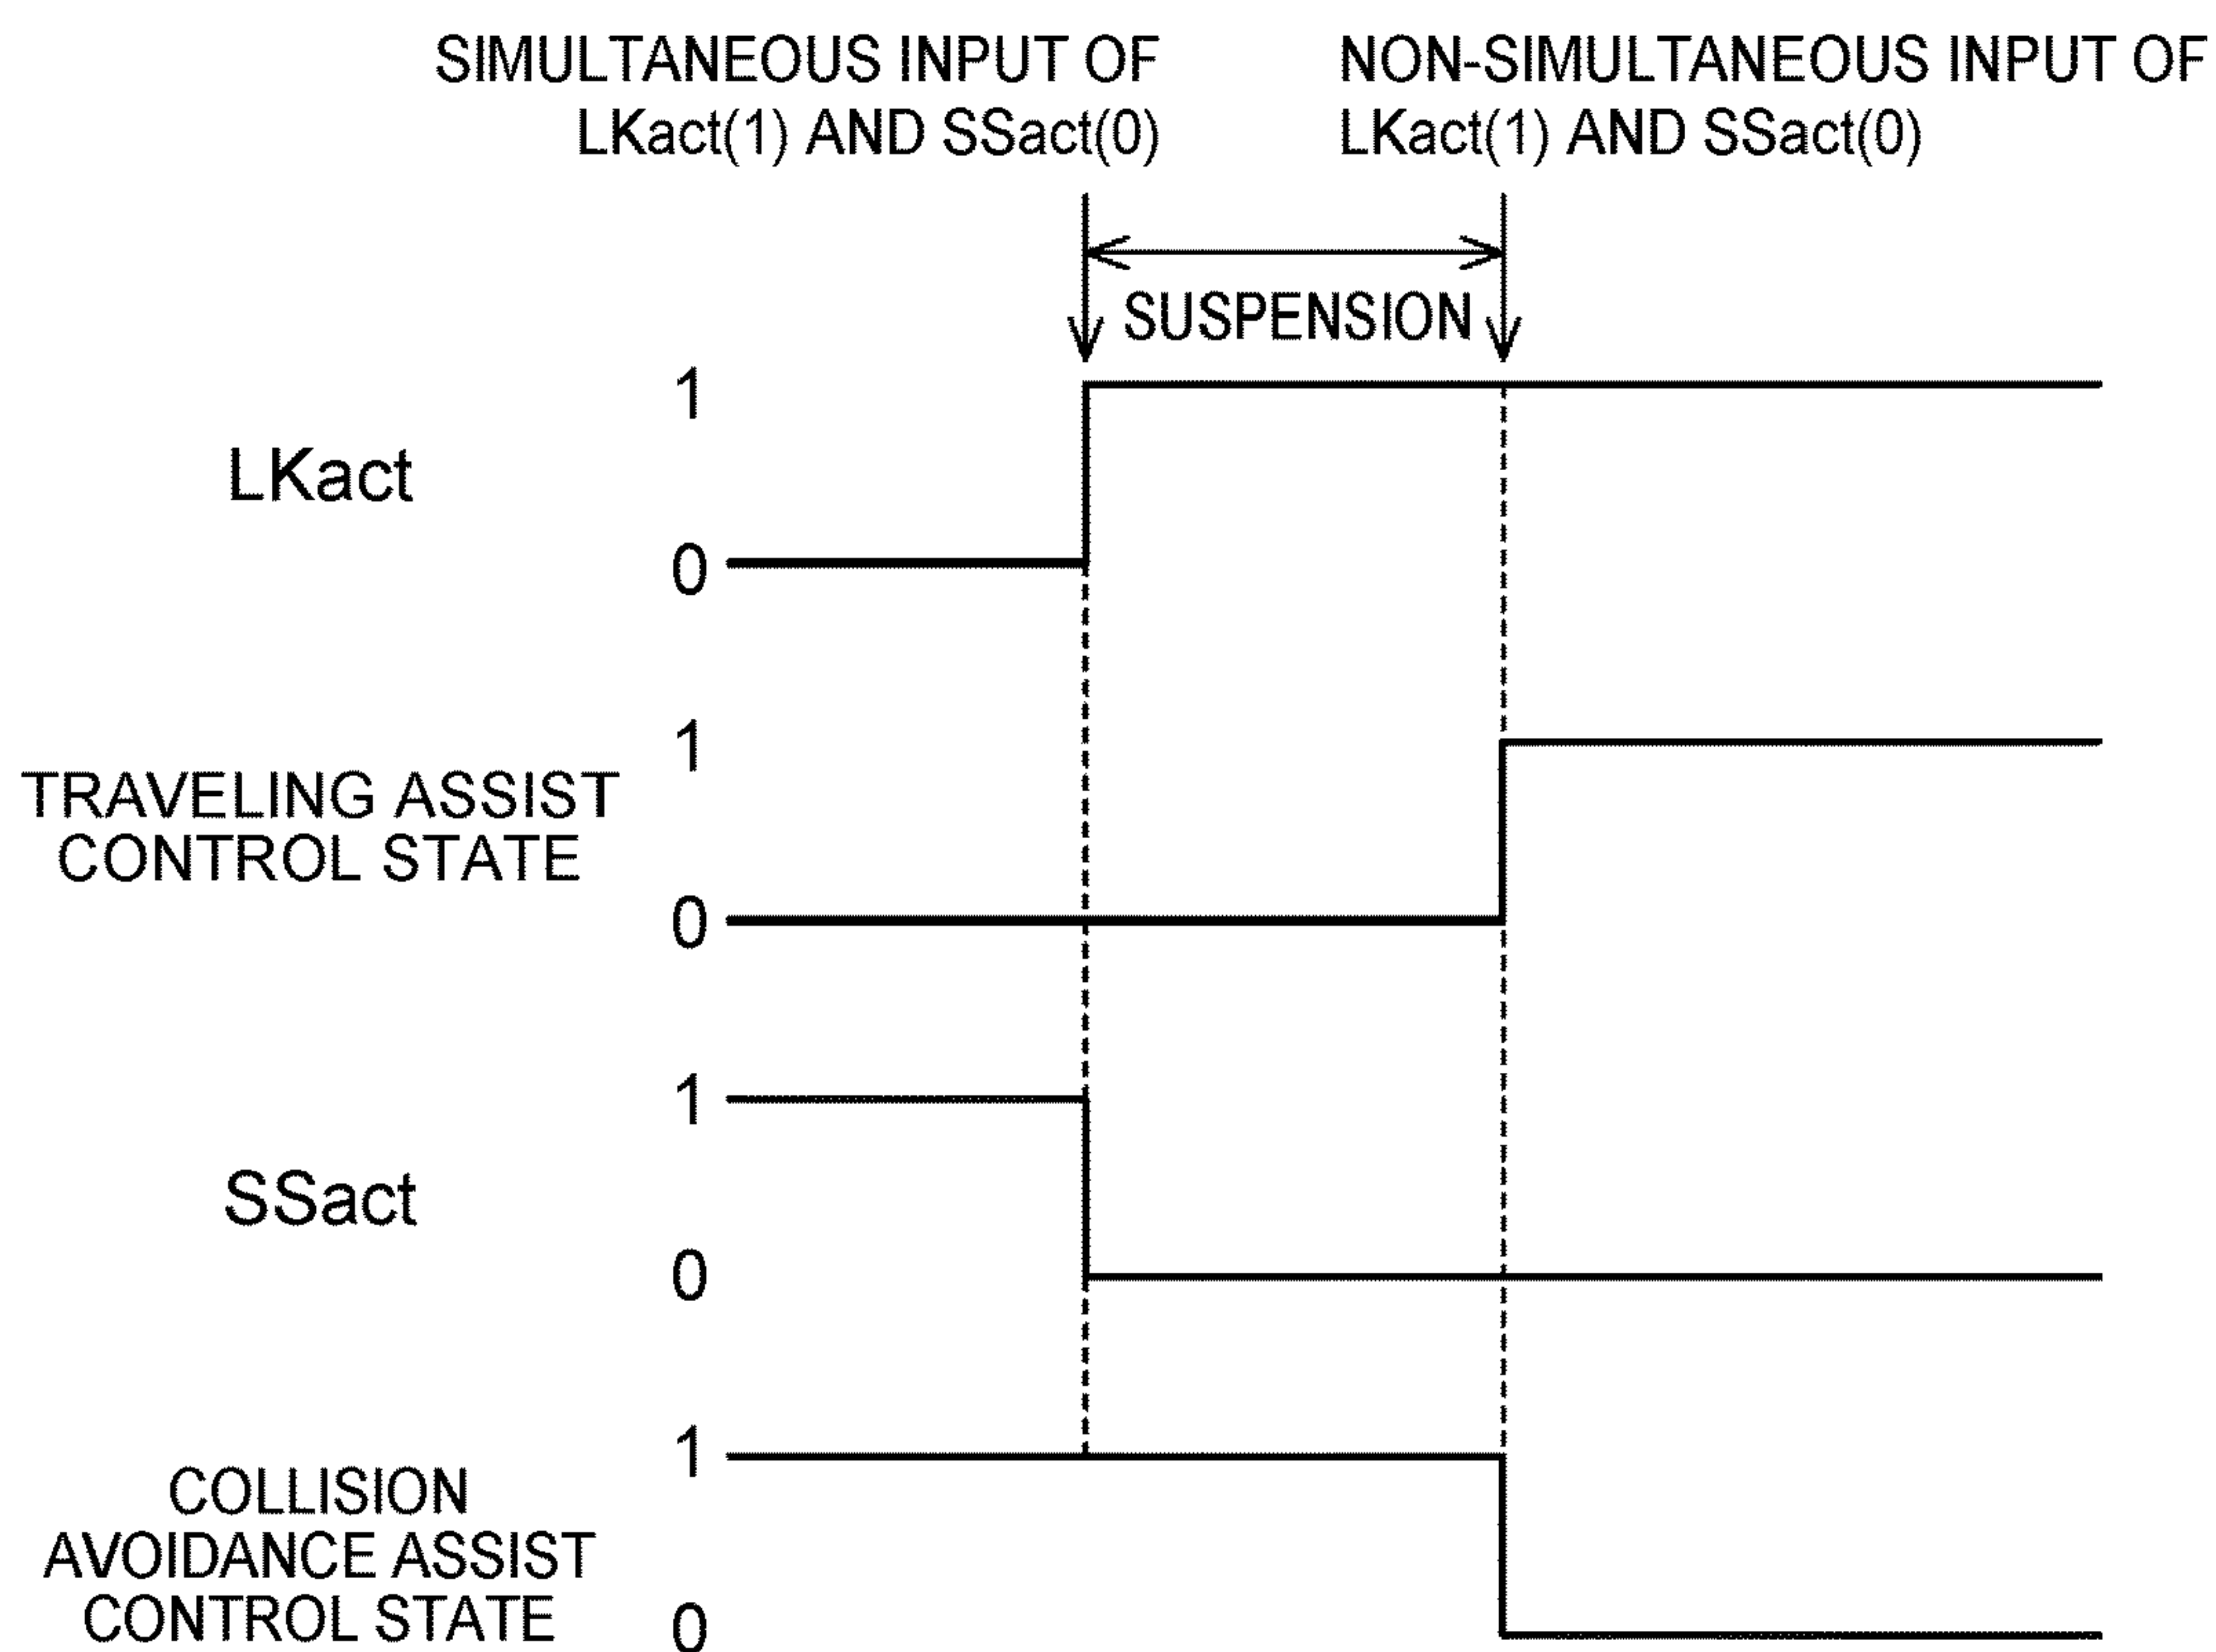 SIMULTANEOUS INPUT OF
LKact(1) AND SSact(0)
NON-SIMULTANEOUS INPUT OF
LKact(1) AND SSact(0)
SUSPENSION
1
LKact
0
1
TRAVELING ASSIST
CONTROL STATE
0
1
SSact
0
1
COLLISION
AVOIDANCE ASSIST
CONTROL STATE
0